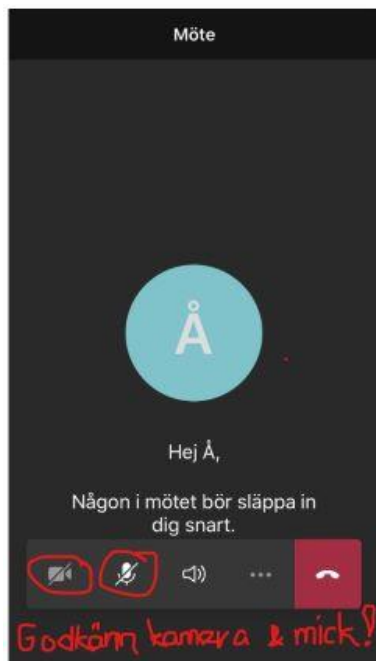 Möte
Å
Hej Å,
Någon i mötet bör släppa in
dig snart.
Godkänn kamera & mick!